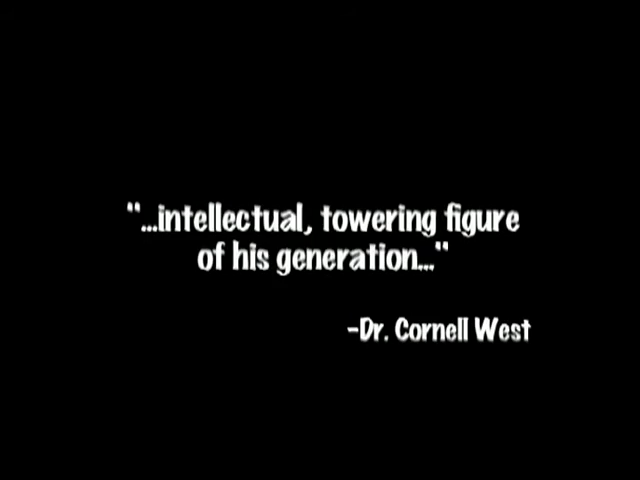 "...intellectual, towering figure
of his generation..."
-Dr. Cornell West